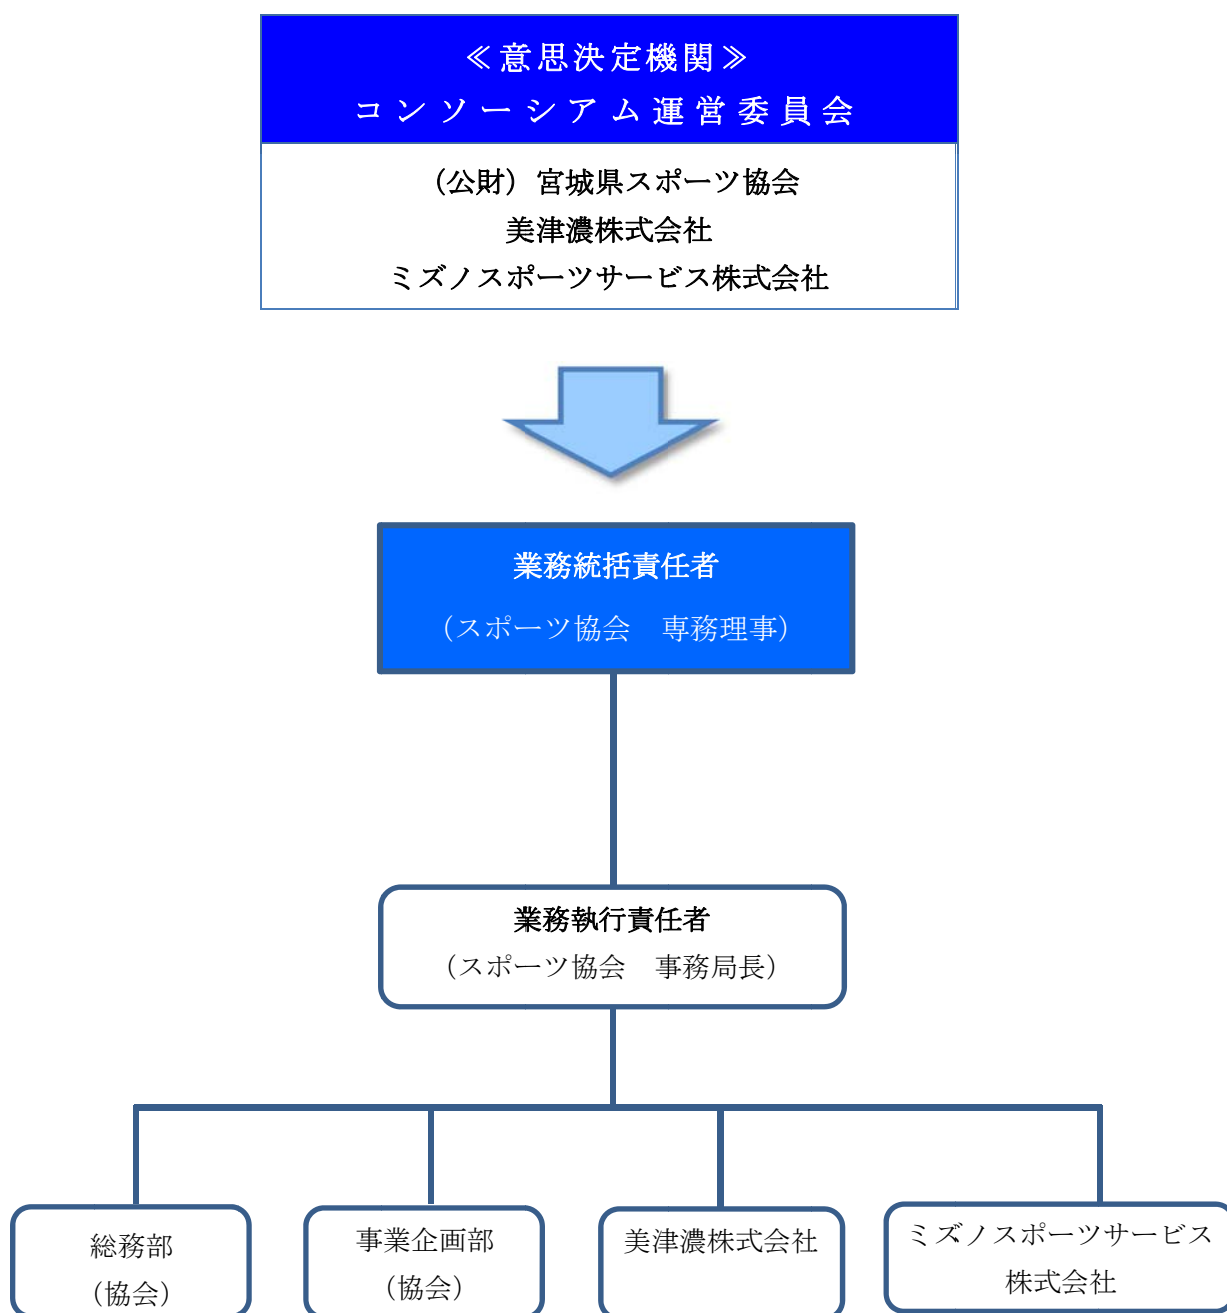 ≪意思決定機関≫
コンソーシアム運営委員会
（公財）宮城県スポーツ協会
美津濃株式会社
ミズノスポーツサービス株式会社
業務統括責任者
（スポーツ協会　専務理事）
業務執行責任者
（スポーツ協会　事務局長）
総務部
（協会）
事業企画部
（協会）
美津濃株式会社
ミズノスポーツサービス
株式会社